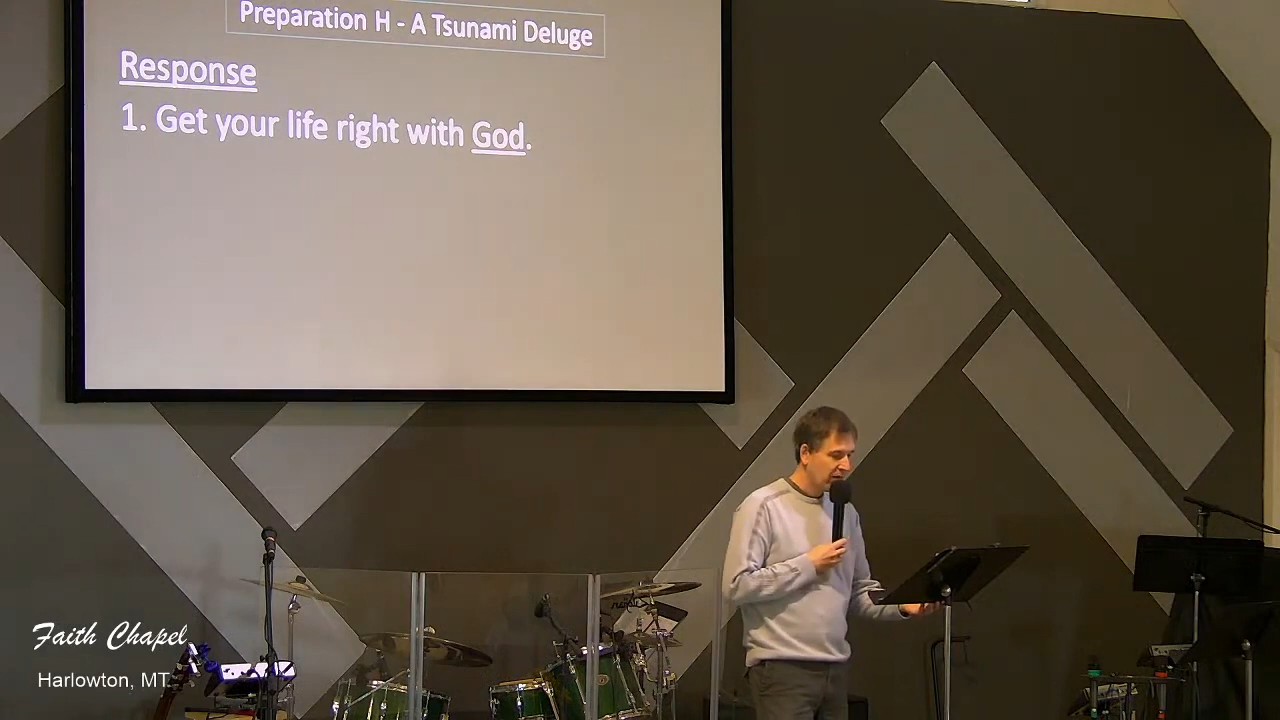 Preparation H - A Tsunami Deluge
Response
1. Get your life right with God.
Faith Chapel
Harlowton, MT